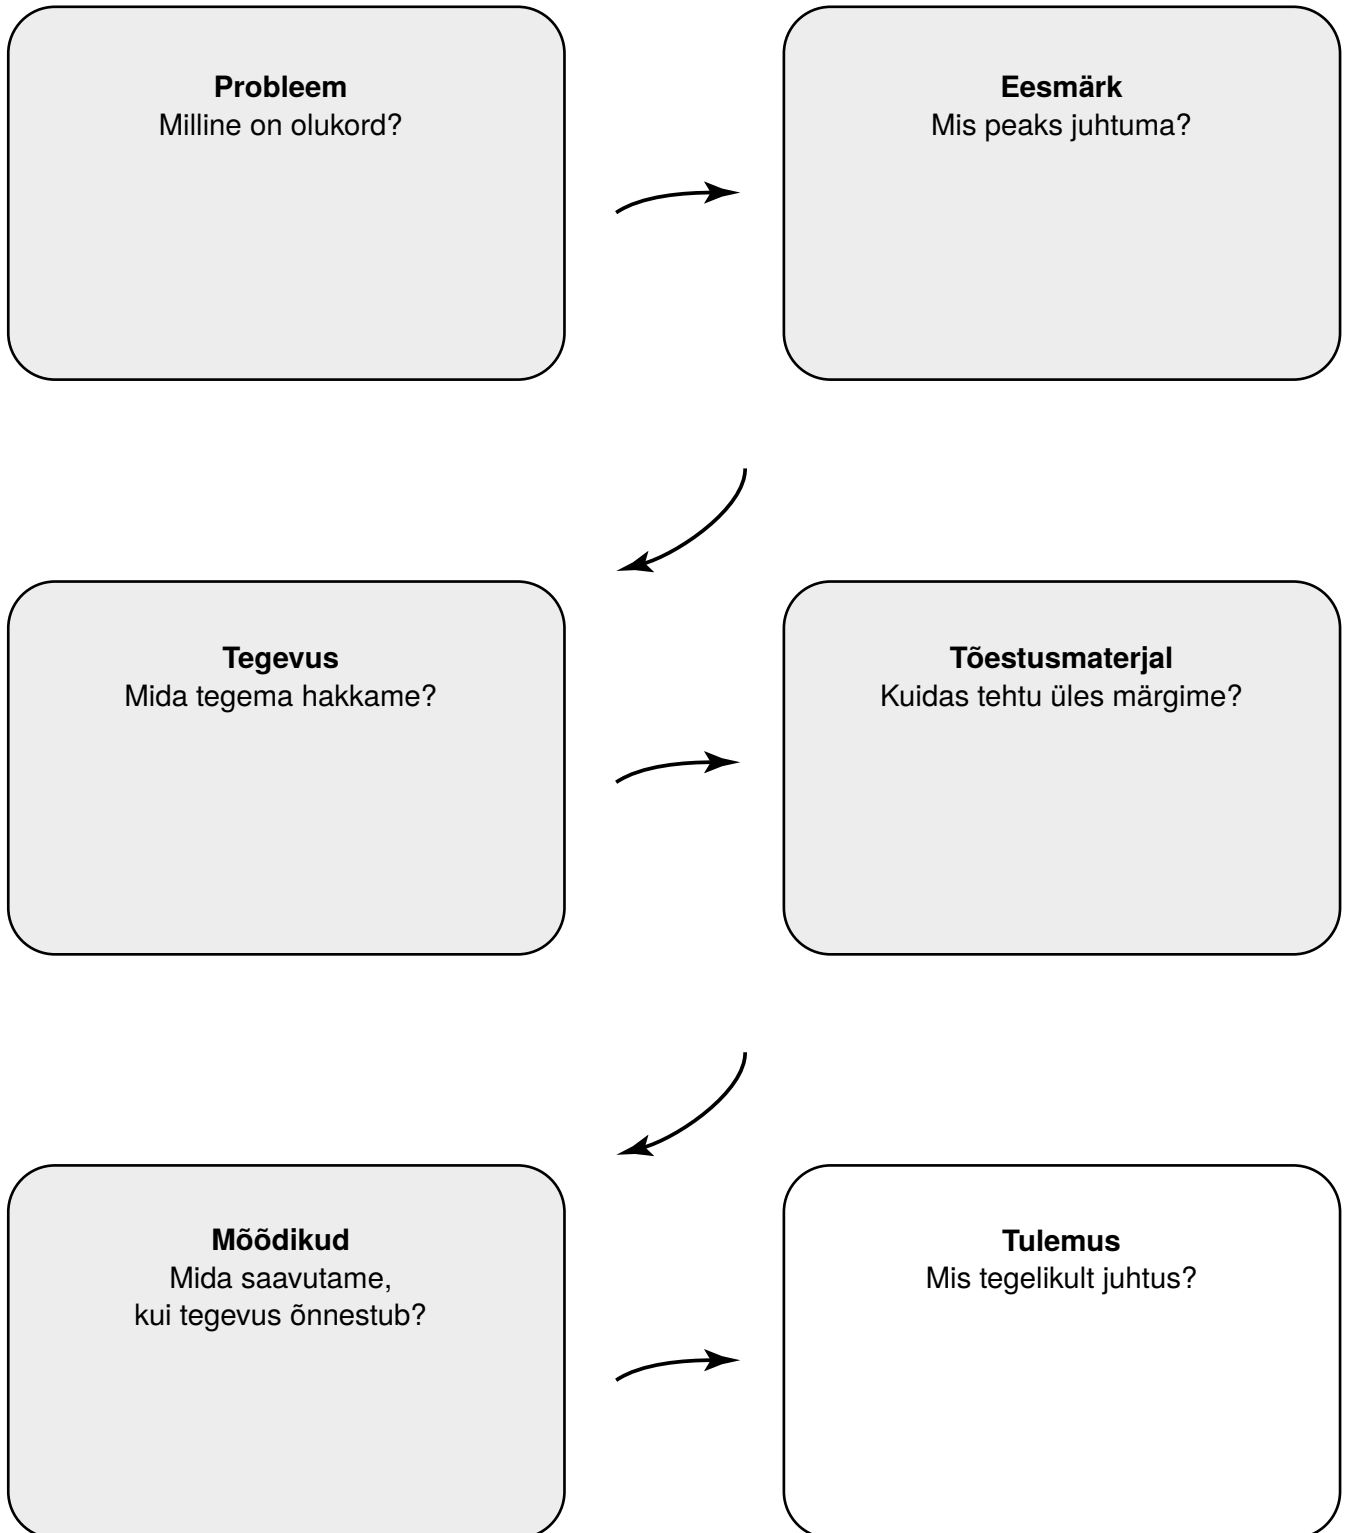 Probleem
Milline on olukord?
Eesmärk
Mis peaks juhtuma?
Tegevus
Mida tegema hakkame?
Tõestusmaterjal
Kuidas tehtu üles märgime?
Mõõdikud
Mida saavutame,
kui tegevus õnnestub?
Tulemus
Mis tegelikult juhtus?